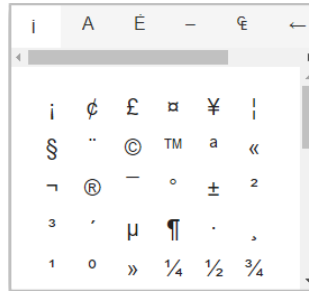 ¡ A É – ₠ ←
¡ ¢ £ ¤ ¥ ¦
§ ¨ © ™ ª «
¬ ® ¯ ° ± ²
³ ´ µ ¶ · ¸
¹ º » ¼ ½ ¾